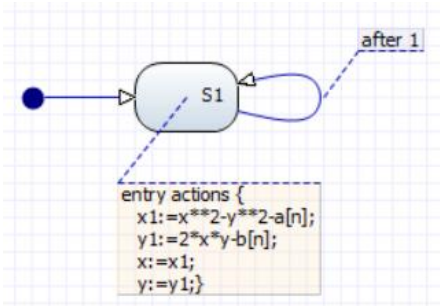 after 1
S1
entry actions {
x1:=x**2-y**2-a[n];
y1:=2*x*y-b[n];
x:=x1;
y:=y1;}